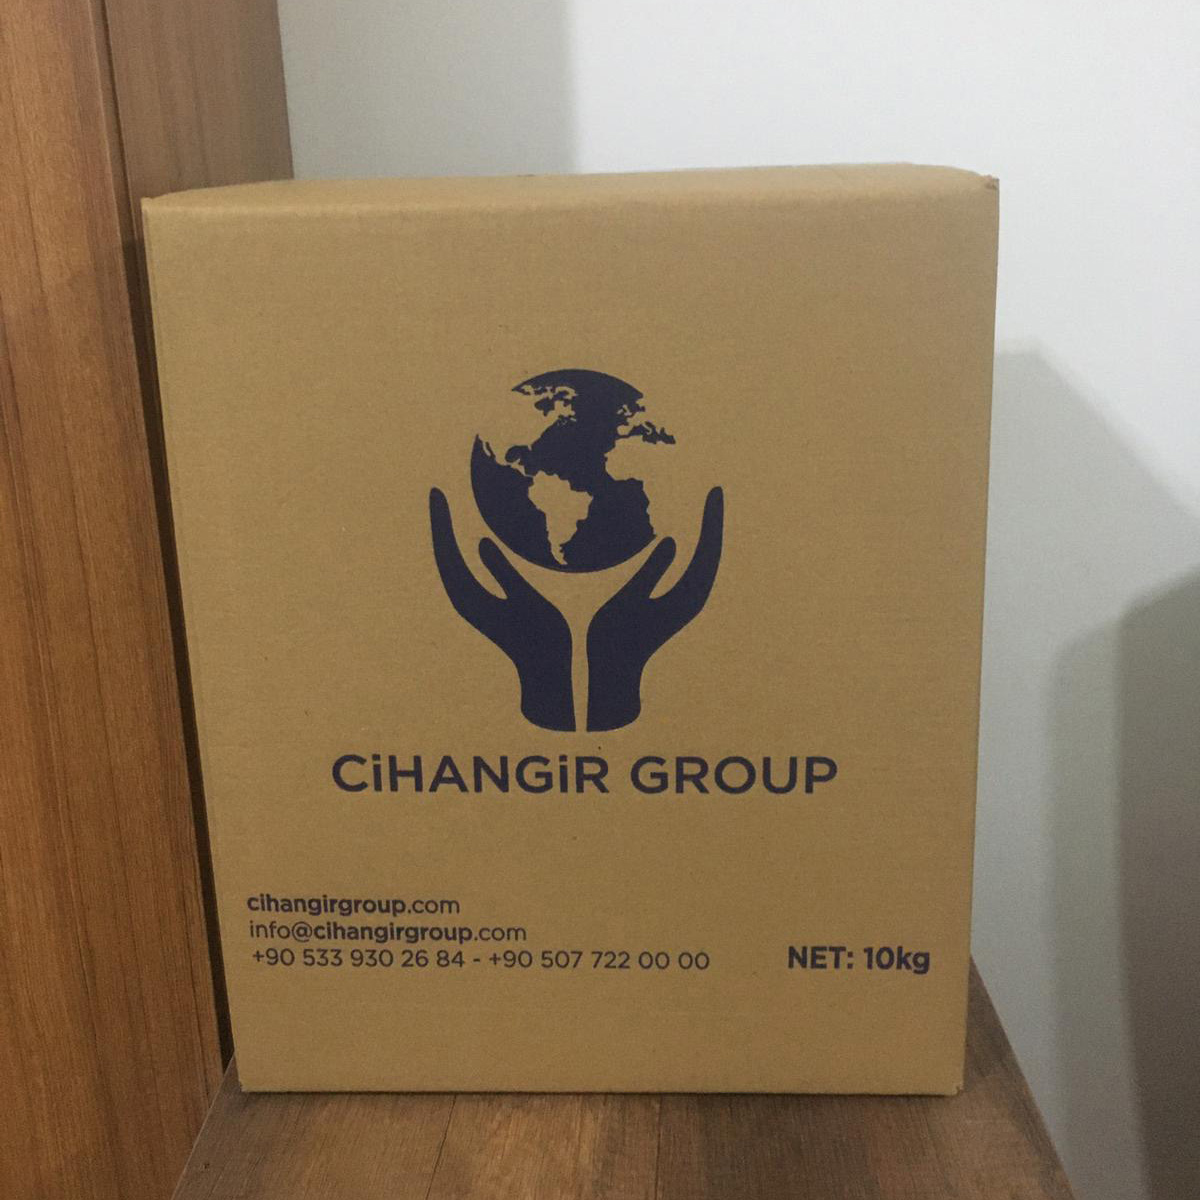 CiHANGiR GROUP
cihangirgroup.com
info@cihangirgroup.com
+90 533 930 26 84 - +90 507 722 00 00
NET: 10kg